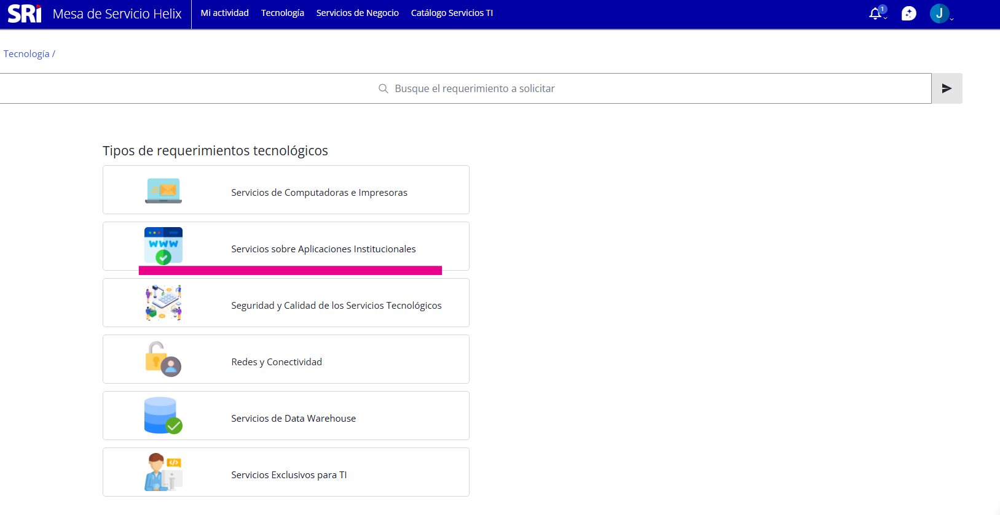 SRI Mesa de Servicio Helix Mi actividad Tecnología Servicios de Negocio Catálogo Servicios TI 1 J
Tecnología /
Busque el requerimiento a solicitar
Tipos de requerimientos tecnológicos
Servicios de Computadoras e Impresoras
WWW
Servicios sobre Aplicaciones Institucionales
Seguridad y Calidad de los Servicios Tecnológicos
Redes y Conectividad
Servicios de Data Warehouse
</>
Servicios Exclusivos para TI